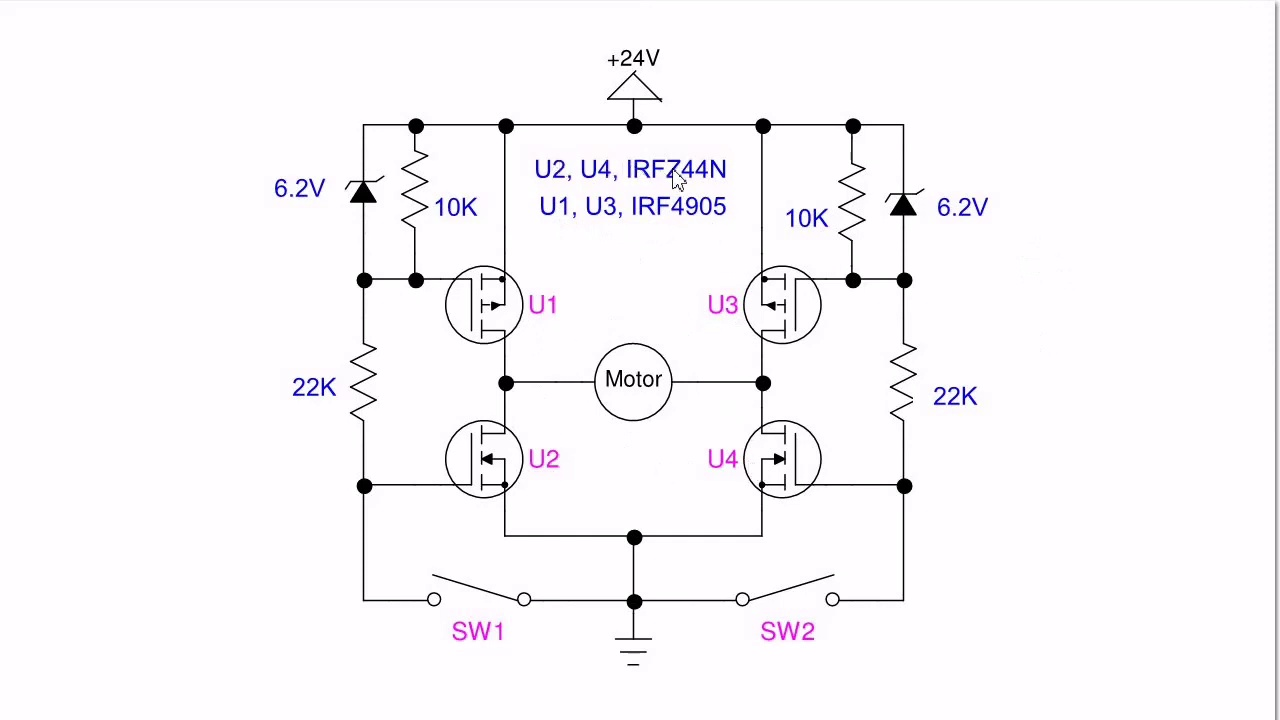 +24V
U2, U4, IRFZ44N
6.2V
10K
U1, U3, IRF4905
10K
6.2V
U1
U3
22K
Motor
22K
U2
U4
SW1
SW2